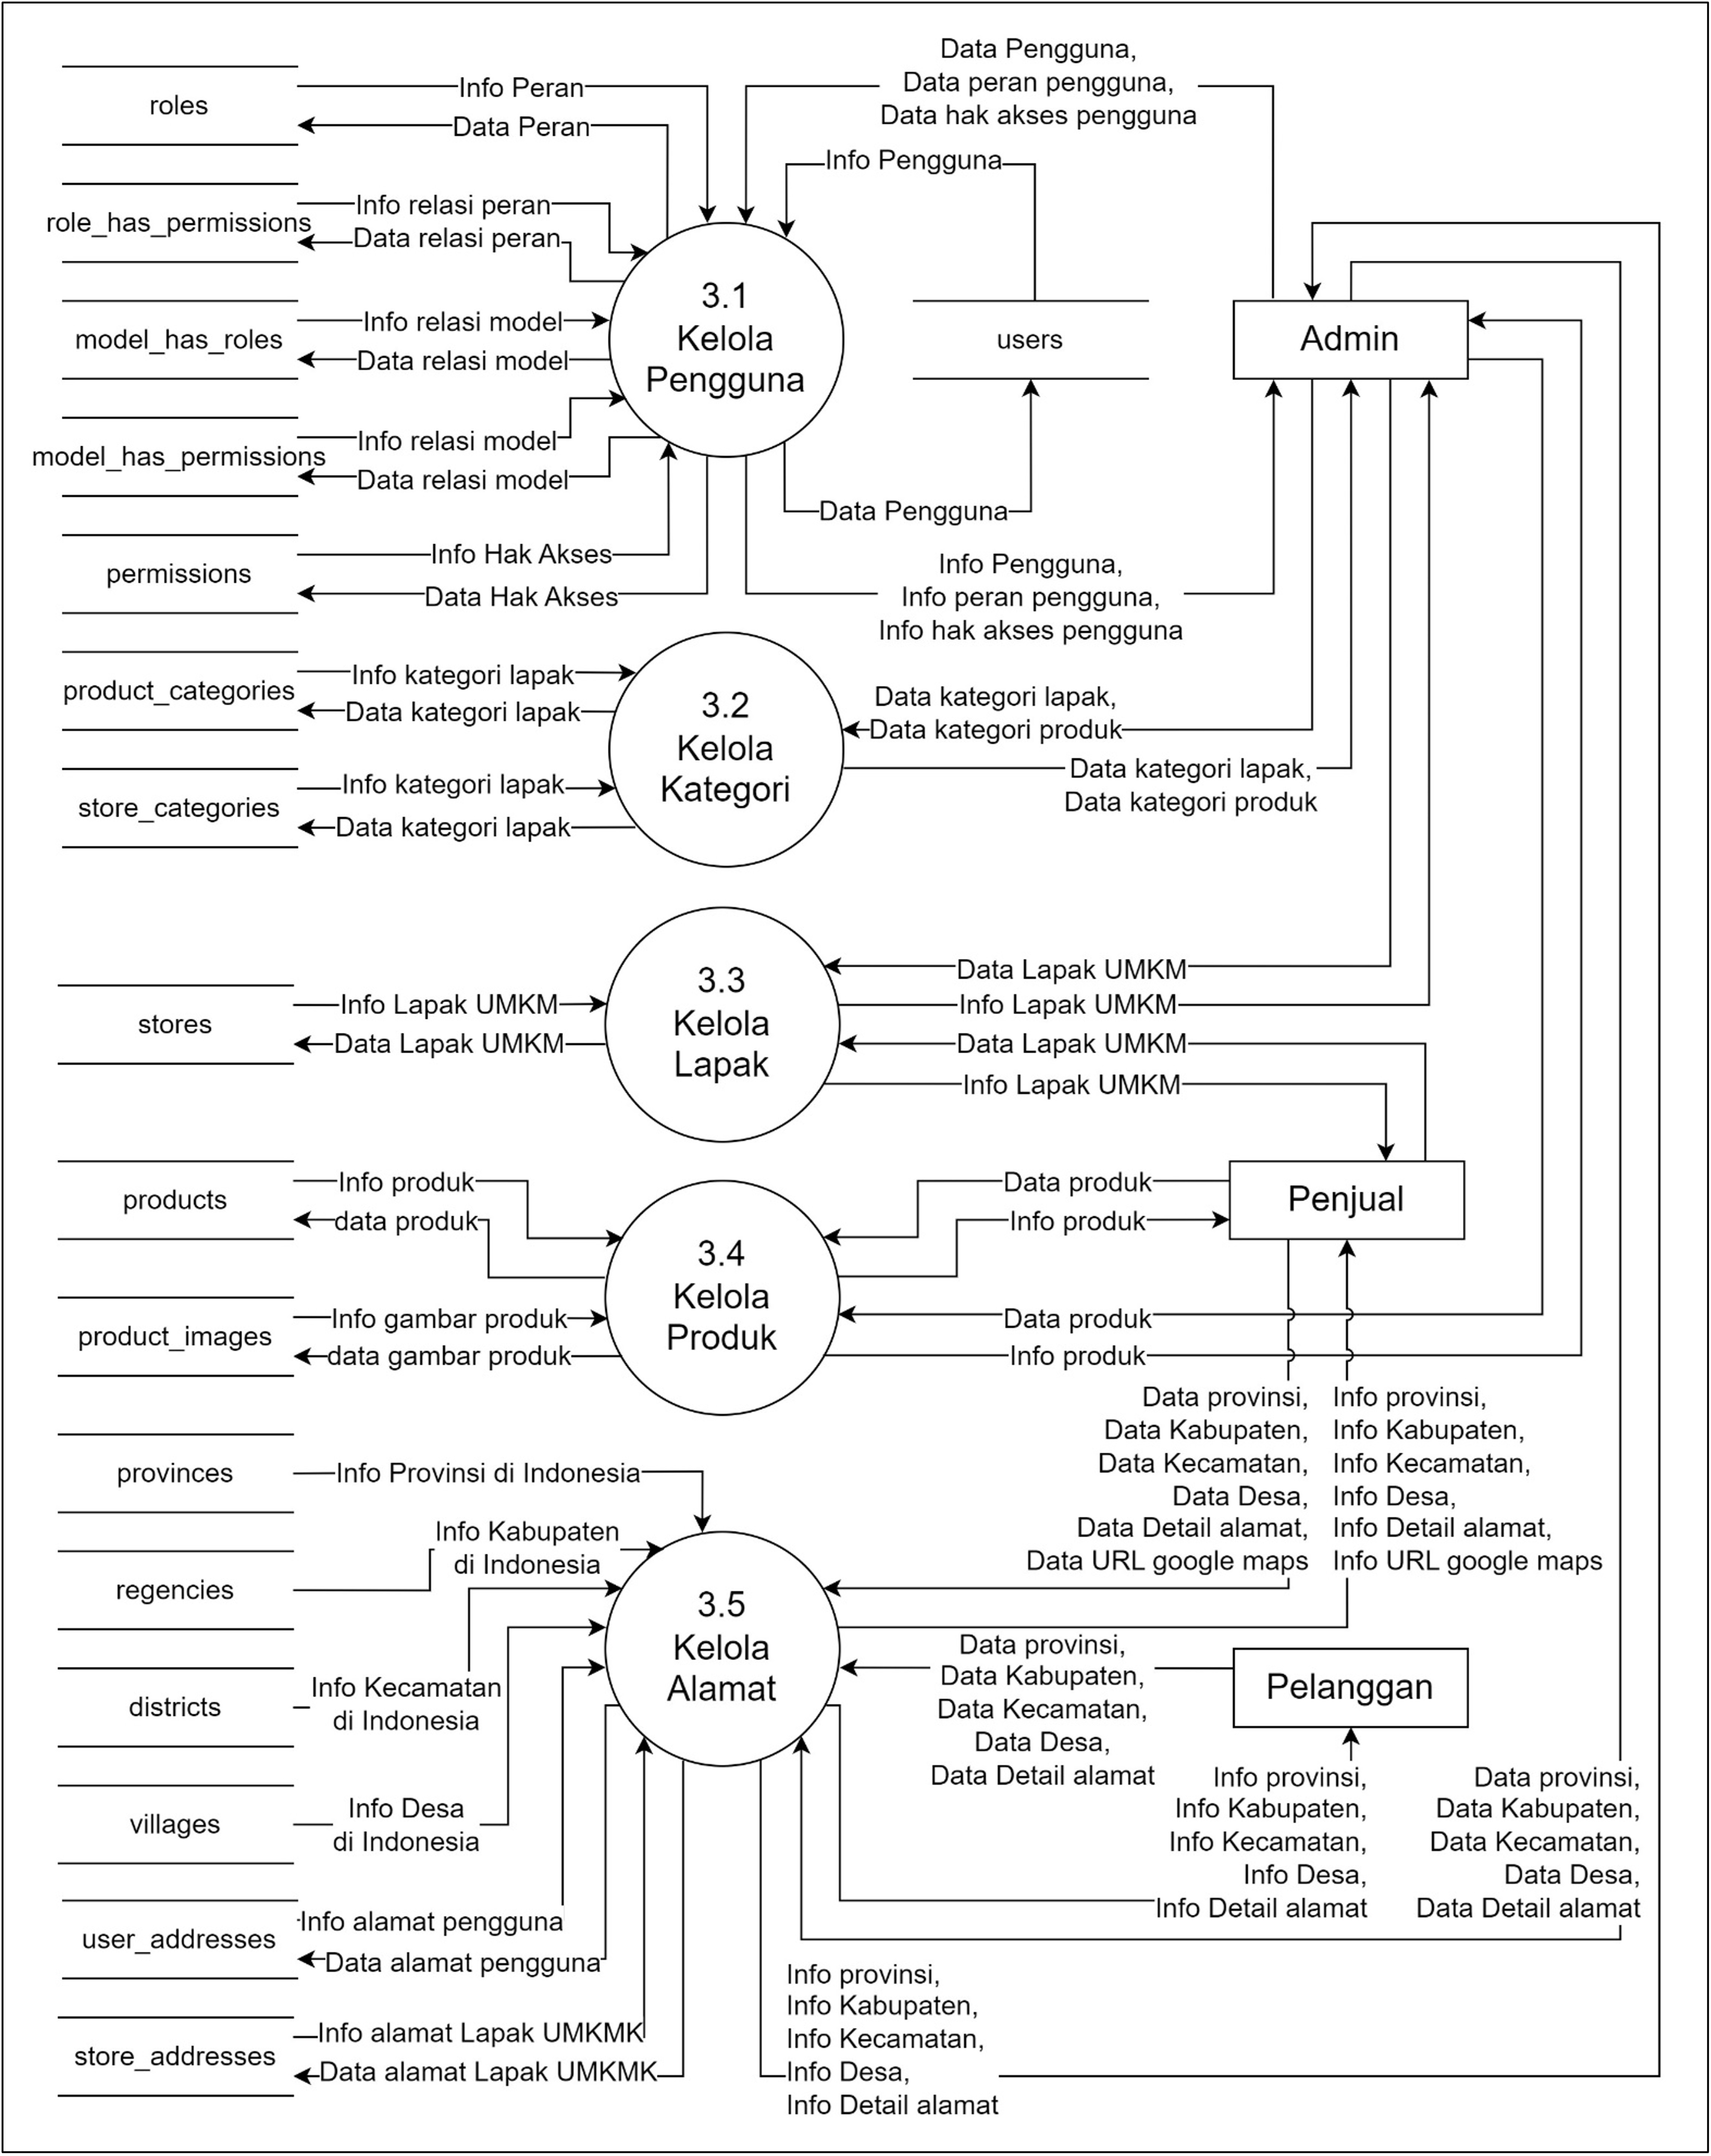 Data Pengguna,
Data peran pengguna,
Data hak akses pengguna
roles
Info Peran
Data Peran
Info Pengguna
role_has_permissions
Info relasi peran
Data relasi peran
model_has_roles
Info relasi model
Data relasi model
3.1
Kelola
Pengguna
users
Admin
model_has_permissions
Info relasi model
Data relasi model
Data Pengguna
permissions
Info Hak Akses
Data Hak Akses
Info Pengguna,
Info peran pengguna,
Info hak akses pengguna
product_categories
Info kategori lapak
Data kategori lapak
3.2
Kelola
Kategori
Data kategori lapak,
Data kategori produk
Data kategori lapak,
Data kategori produk
store_categories
Info kategori lapak
Data kategori lapak
stores
Info Lapak UMKM
Data Lapak UMKM
3.3
Kelola
Lapak
Data Lapak UMKM
Info Lapak UMKM
Data Lapak UMKM
Info Lapak UMKM
products
Info produk
data produk
3.4
Kelola
Produk
Data produk
Info produk
Penjual
product_images
Info gambar produk
data gambar produk
Data produk
Info produk
Data provinsi,
Data Kabupaten,
Data Kecamatan,
Data Desa,
Data Detail alamat,
Data URL google maps
Info provinsi,
Info Kabupaten,
Info Kecamatan,
Info Desa,
Info Detail alamat,
Info URL google maps
provinces
Info Provinsi di Indonesia
regencies
Info Kabupaten
di Indonesia
3.5
Kelola
Alamat
districts
Info Kecamatan
di Indonesia
Data provinsi,
Data Kabupaten,
Data Kecamatan,
Data Desa,
Data Detail alamat
Pelanggan
villages
Info Desa
di Indonesia
Info provinsi,
Info Kabupaten,
Info Kecamatan,
Info Desa,
Info Detail alamat
Data provinsi,
Data Kabupaten,
Data Kecamatan,
Data Desa,
Data Detail alamat
user_addresses
Info alamat pengguna
Data alamat pengguna
store_addresses
Info alamat Lapak UMKMK
Data alamat Lapak UMKMK
Info provinsi,
Info Kabupaten,
Info Kecamatan,
Info Desa,
Info Detail alamat